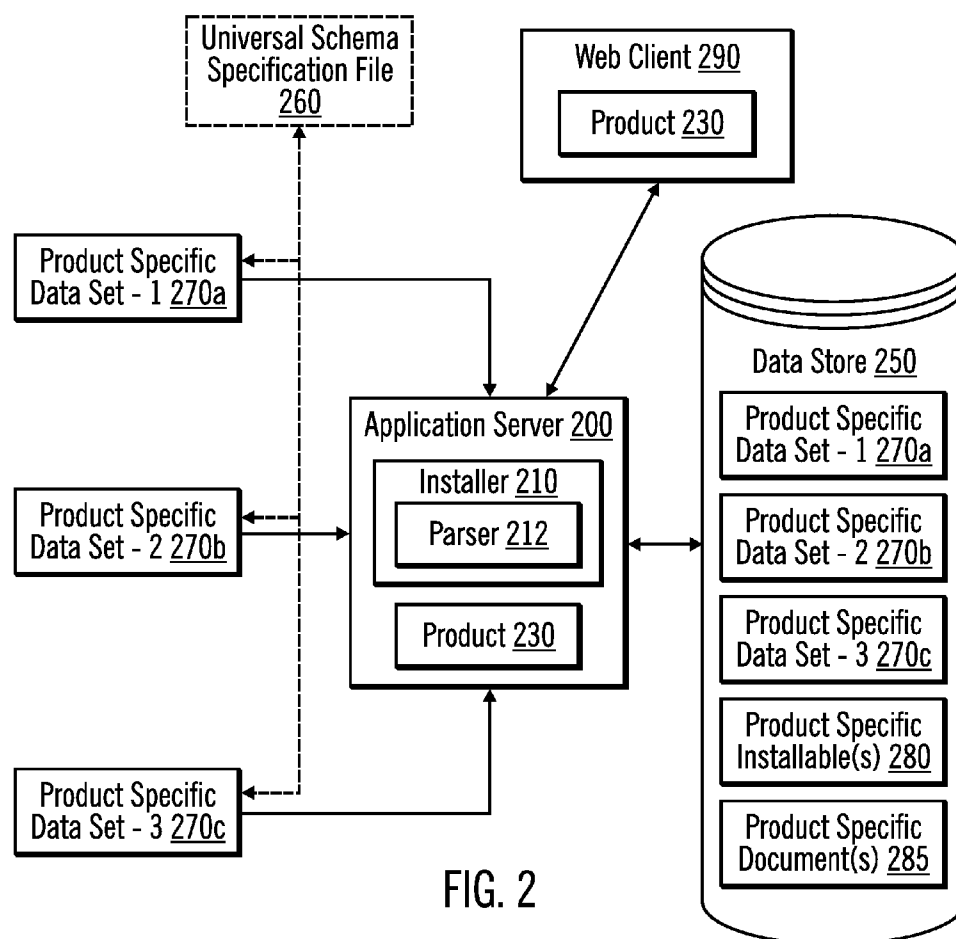 Universal Schema
Specification File
260
Web Client 290
Product 230
Product Specific
Data Set - 1 270a
Product Specific
Data Set - 2 270b
Product Specific
Data Set - 3 270c
Application Server 200
Installer 210
Parser 212
Product 230
Data Store 250
Product Specific
Data Set - 1 270a
Product Specific
Data Set - 2 270b
Product Specific
Data Set - 3 270c
Product Specific
Installable(s) 280
Product Specific
Document(s) 285
FIG. 2